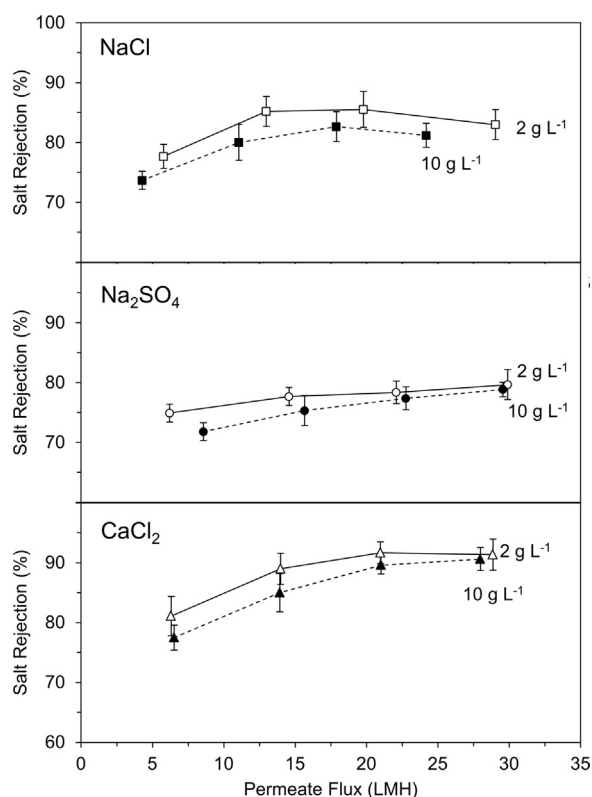 100
NaCl
90
80
70
Salt Rejection (%)
2 g L⁻¹
10 g L⁻¹
Na₂SO₄
90
80
70
Salt Rejection (%)
2 g L⁻¹
10 g L⁻¹
CaCl₂
90
80
70
60
Salt Rejection (%)
2 g L⁻¹
10 g L⁻¹
0 5 10 15 20 25 30 35
Permeate Flux (LMH)